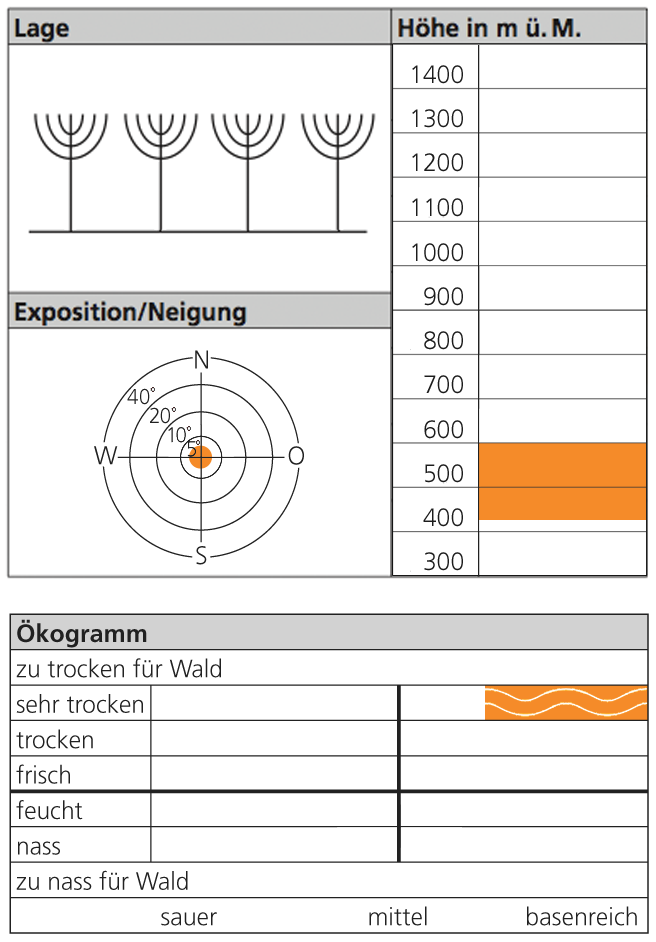 Lage
Höhe in m ü. M.
1400
1300
1200
1100
1000
900
800
700
600
500
400
300
Exposition/Neigung
N
40°
20°
10°
5°
W
O
S
Ökogramm
zu trocken für Wald
sehr trocken
trocken
frisch
feucht
nass
zu nass für Wald
sauer mittel basenreich